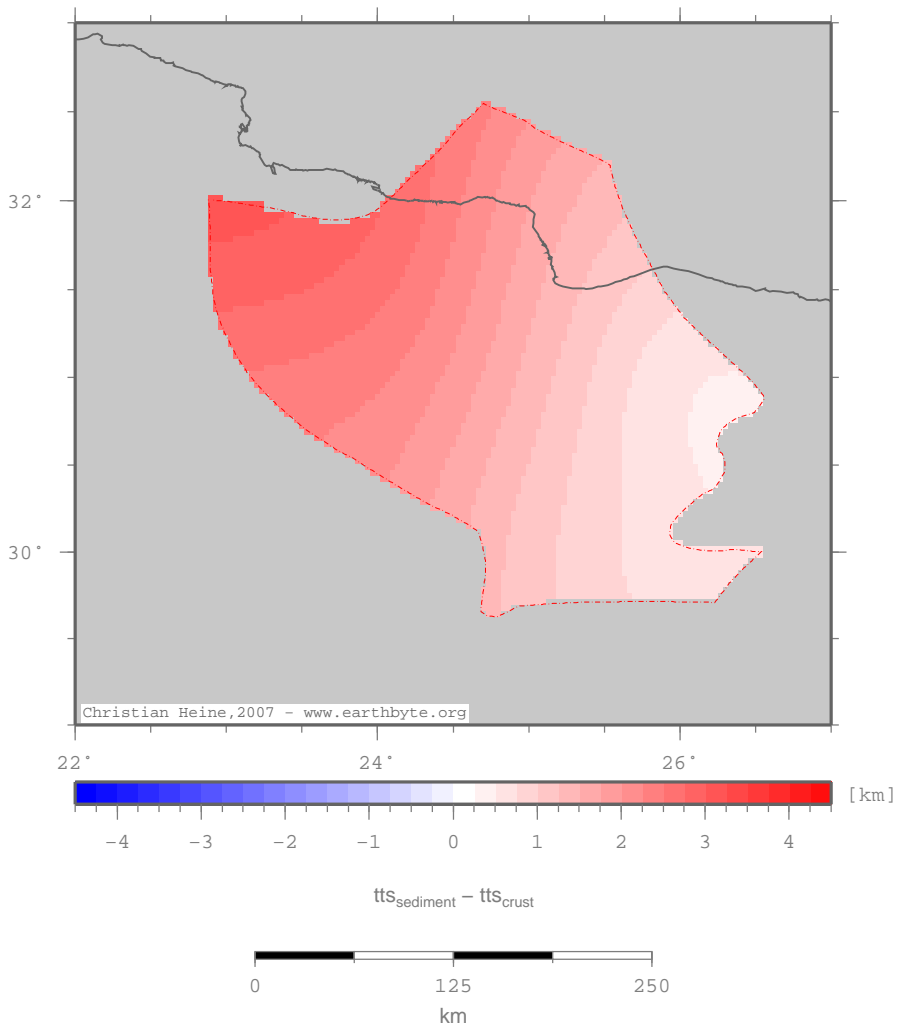 32°
30°
Christian Heine,2007 - www.earthbyte.org
22° 24° 26°
[km]
-4 -3 -2 -1 0 1 2 3 4
tts_sediment – tts_crust
0 125 250
km